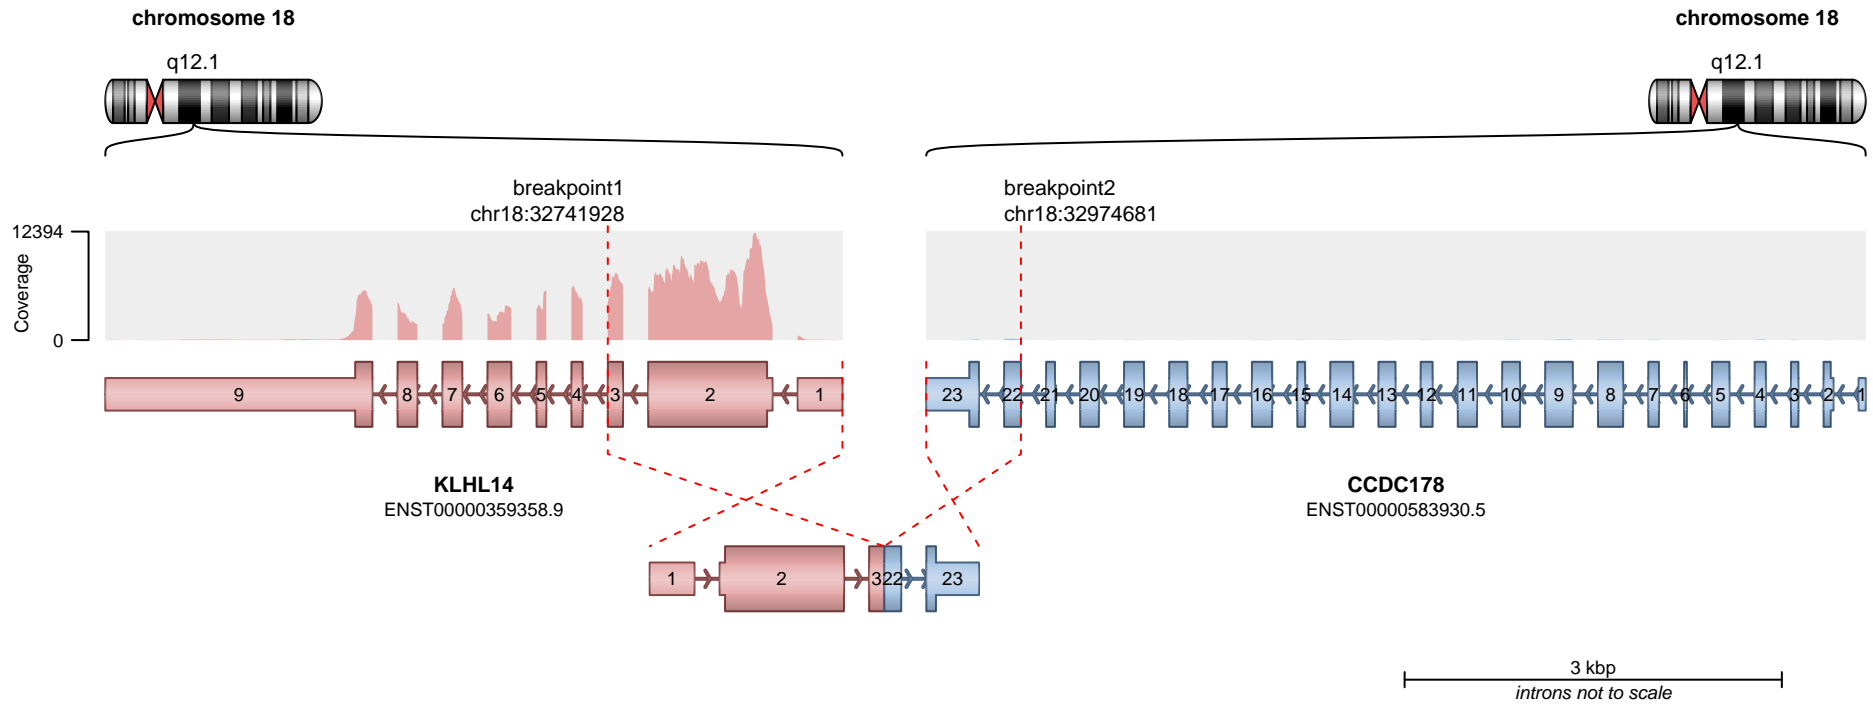 chromosome 18
chromosome 18
q12.1
q12.1
breakpoint1
chr18:32741928
breakpoint2
chr18:32974681
12394
Coverage
0
9 8 7 6 5 4 3 2 1
23 22 21 20 19 18 17 16 15 14 13 12 11 10 9 8 7 6 5 4 3 2 1
KLHL14
ENST00000359358.9
CCDC178
ENST00000583930.5
1 2 3 22 23
3 kbp
introns not to scale